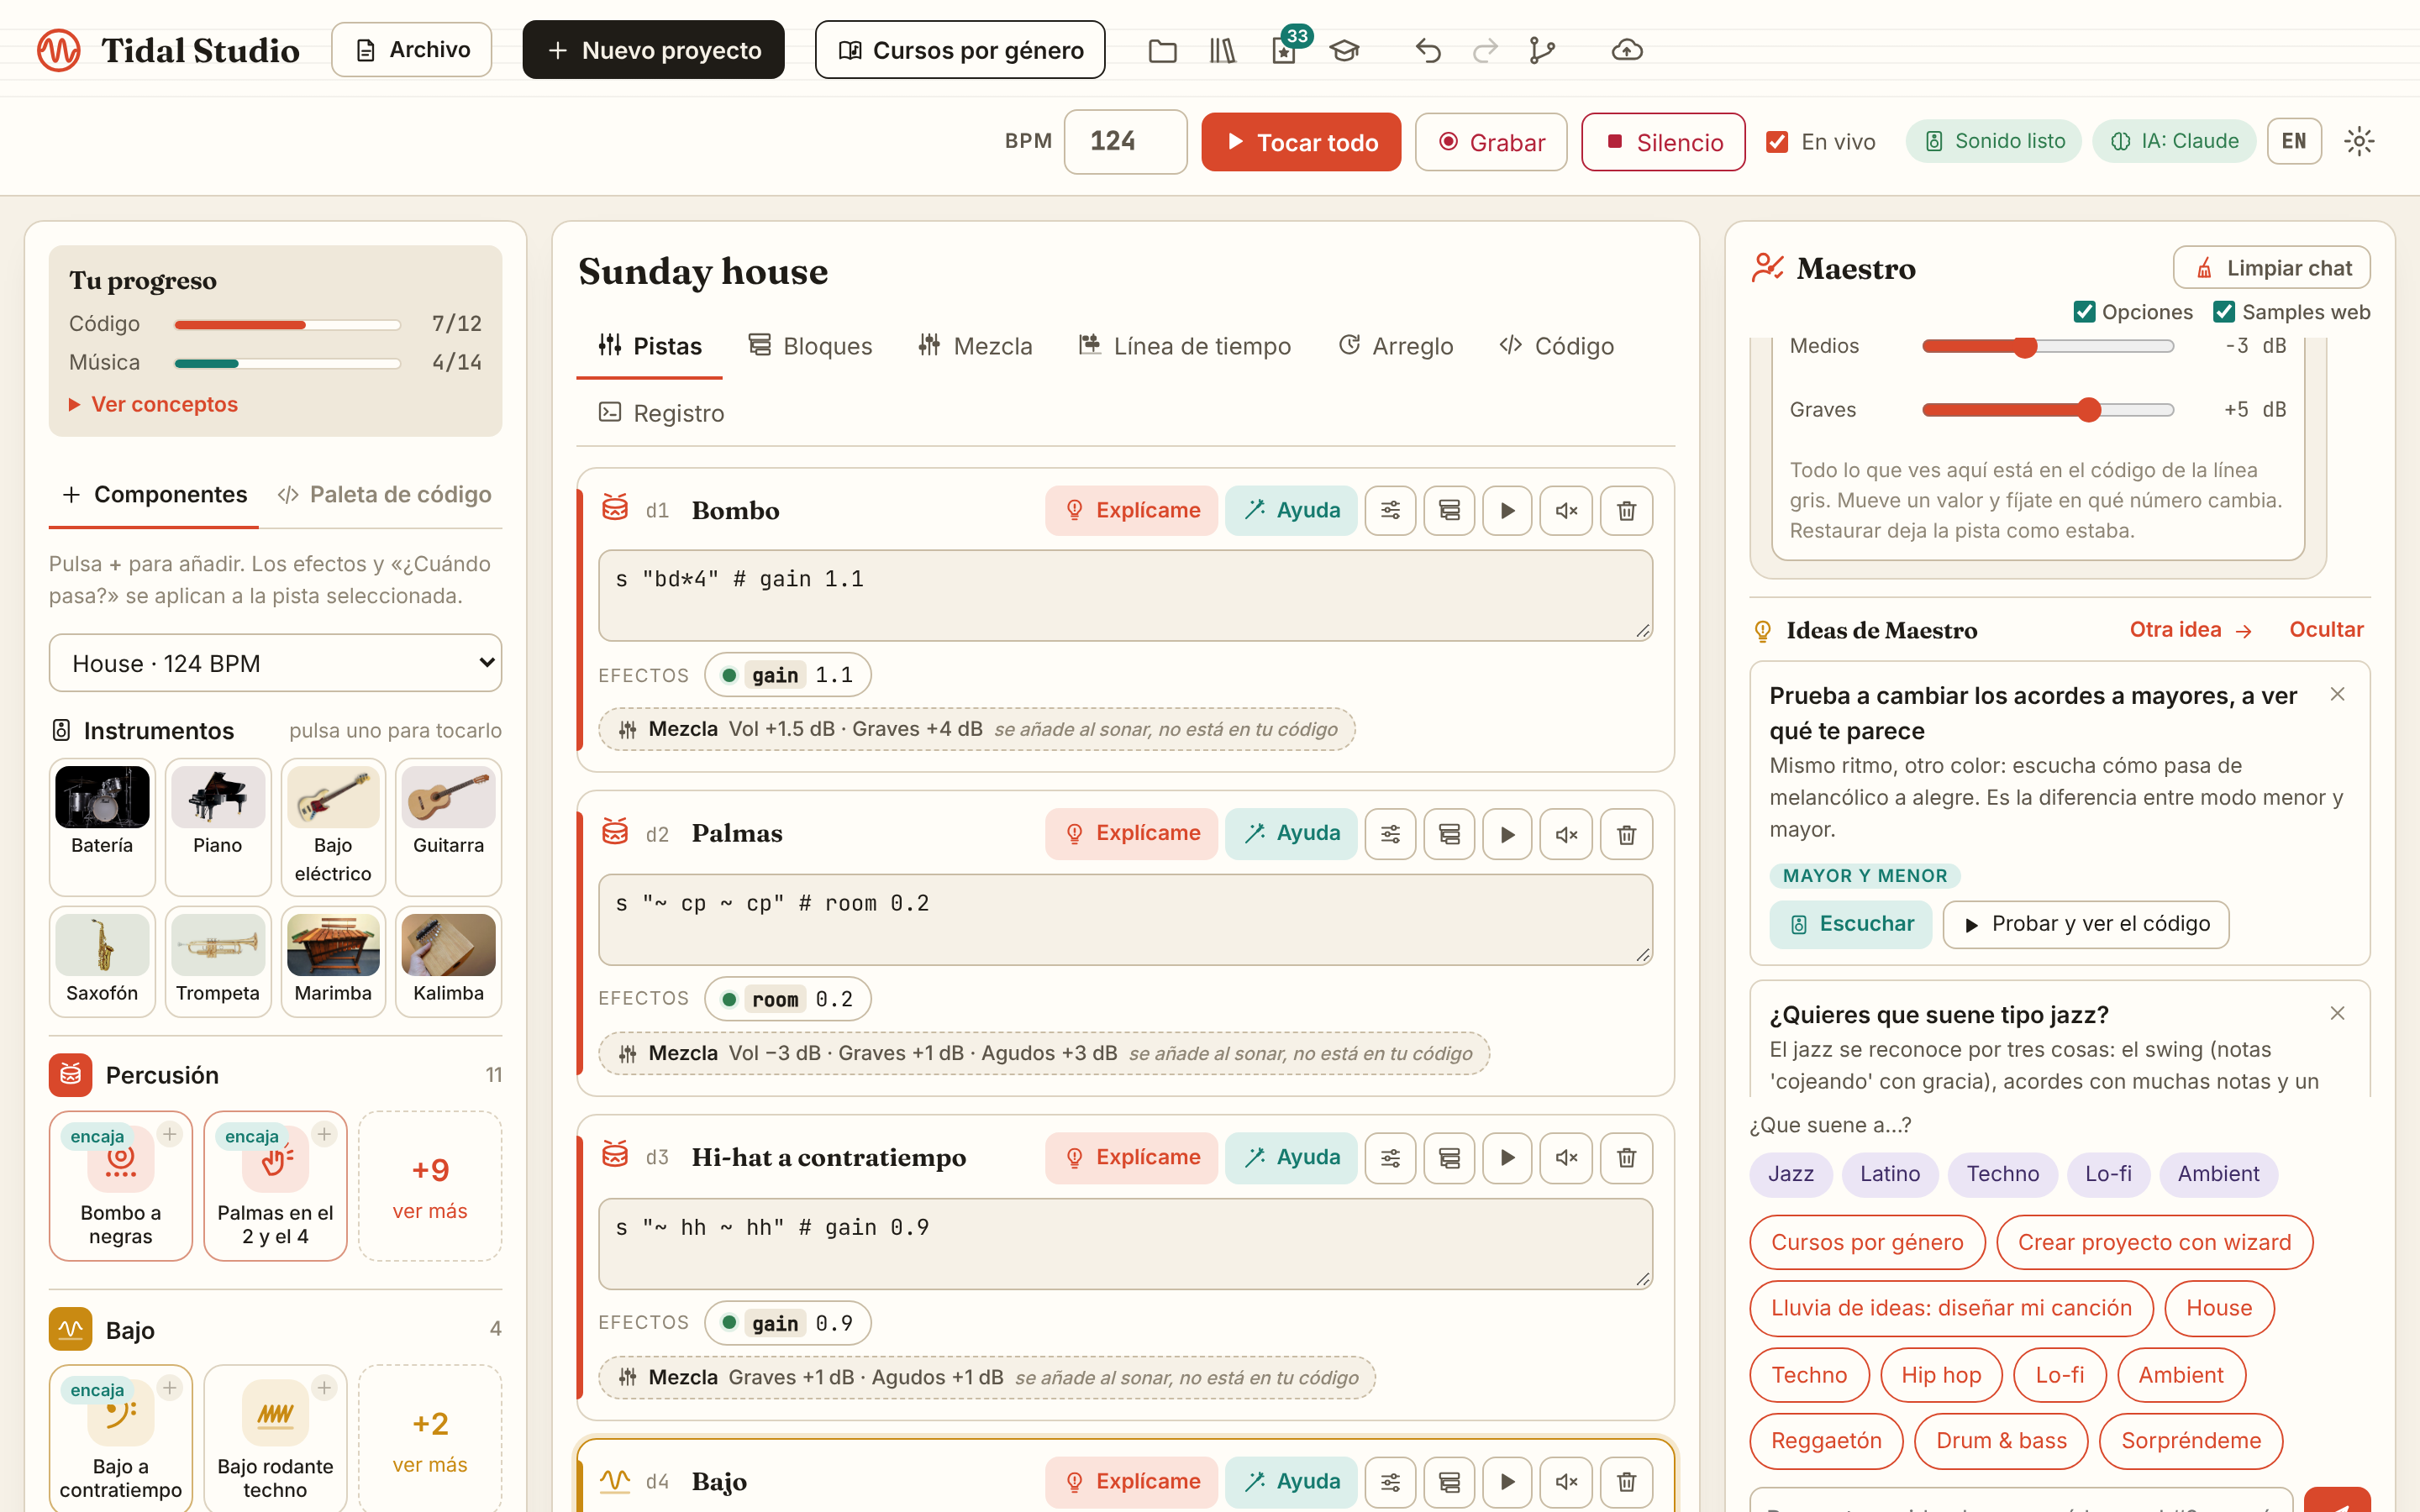 Tidal Studio
Archivo
+ Nuevo proyecto
Cursos por género
33
BPM
124
Tocar todo
Grabar
Silencio
En vivo
Sonido listo
IA: Claude
EN
Tu progreso
Código
7/12
Música
4/14
Ver conceptos
+ Componentes
</> Paleta de código
Pulsa + para añadir. Los efectos y «¿Cuándo
pasa?» se aplican a la pista seleccionada.
House · 124 BPM
Instrumentos
pulsa uno para tocarlo
Batería
Piano
Bajo
eléctrico
Guitarra
Saxofón
Trompeta
Marimba
Kalimba
Percusión
11
encaja
+
Bombo a
negras
encaja
+
Palmas en el
2 y el 4
+9
ver más
Bajo
4
encaja
+
Bajo a
contratiempo
+
Bajo rodante
techno
+2
ver más
Sunday house
Pistas
Bloques
Mezcla
Línea de tiempo
Arreglo
</> Código
Registro
d1
Bombo
Explícame
Ayuda
s "bd*4" # gain 1.1
EFECTOS
gain 1.1
Mezcla Vol +1.5 dB · Graves +4 dB se añade al sonar, no está en tu código
d2
Palmas
Explícame
Ayuda
s "~ cp ~ cp" # room 0.2
EFECTOS
room 0.2
Mezcla Vol −3 dB · Graves +1 dB · Agudos +3 dB se añade al sonar, no está en tu código
d3
Hi-hat a contratiempo
Explícame
Ayuda
s "~ hh ~ hh" # gain 0.9
EFECTOS
gain 0.9
Mezcla Graves +1 dB · Agudos +1 dB se añade al sonar, no está en tu código
d4
Bajo
Explícame
Ayuda
Maestro
Limpiar chat
Opciones
Samples web
Medios
-3 dB
Graves
+5 dB
Todo lo que ves aquí está en el código de la línea
gris. Mueve un valor y fíjate en qué número cambia.
Restaurar deja la pista como estaba.
Ideas de Maestro
Otra idea →
Ocultar
Prueba a cambiar los acordes a mayores, a ver
qué te parece
Mismo ritmo, otro color: escucha cómo pasa de
melancólico a alegre. Es la diferencia entre modo menor y
mayor.
MAYOR Y MENOR
Escuchar
Probar y ver el código
¿Quieres que suene tipo jazz?
El jazz se reconoce por tres cosas: el swing (notas
'cojeando' con gracia), acordes con muchas notas y un
¿Que suene a...?
Jazz
Latino
Techno
Lo-fi
Ambient
Cursos por género
Crear proyecto con wizard
Lluvia de ideas: diseñar mi canción
House
Techno
Hip hop
Lo-fi
Ambient
Reggaetón
Drum & bass
Sorpréndeme